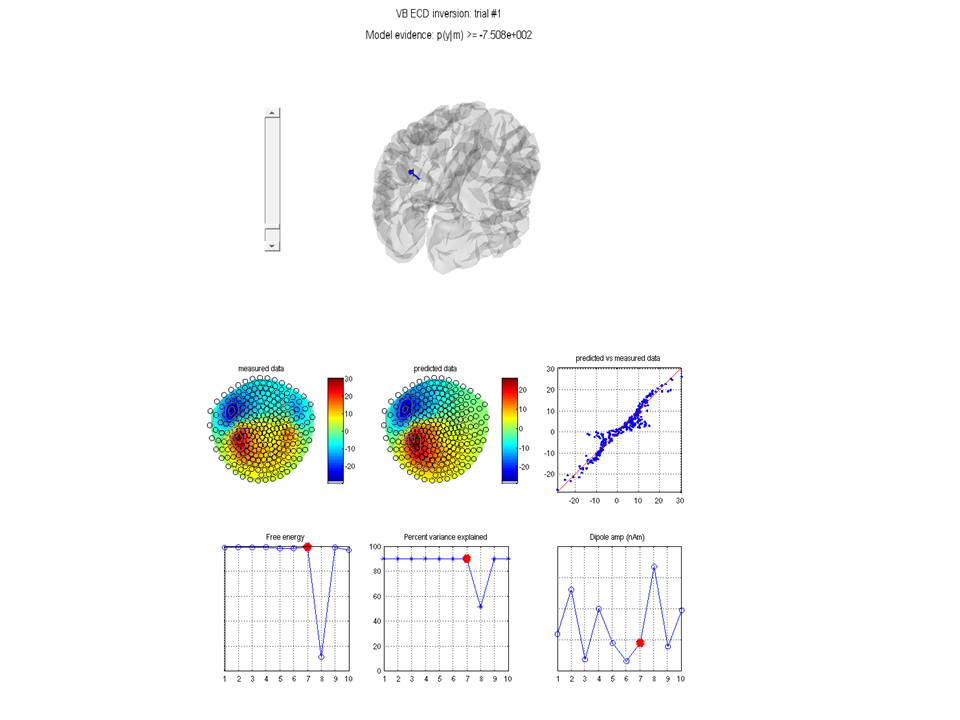 VB ECD inversion: trial #1
Model evidence: p(y|m) >= -7.508e+002
measured data
predicted data
predicted vs measured data
30
20
10
0
-10
-20
20
10
0
-10
-20
30
20
10
0
-10
-20
-20 -10 0 10 20 30
Free energy
Percent variance explained
Dipole amp (nAm)
100
80
60
40
20
0
1 2 3 4 5 6 7 8 9 10
1 2 3 4 5 6 7 8 9 10
1 2 3 4 5 6 7 8 9 10